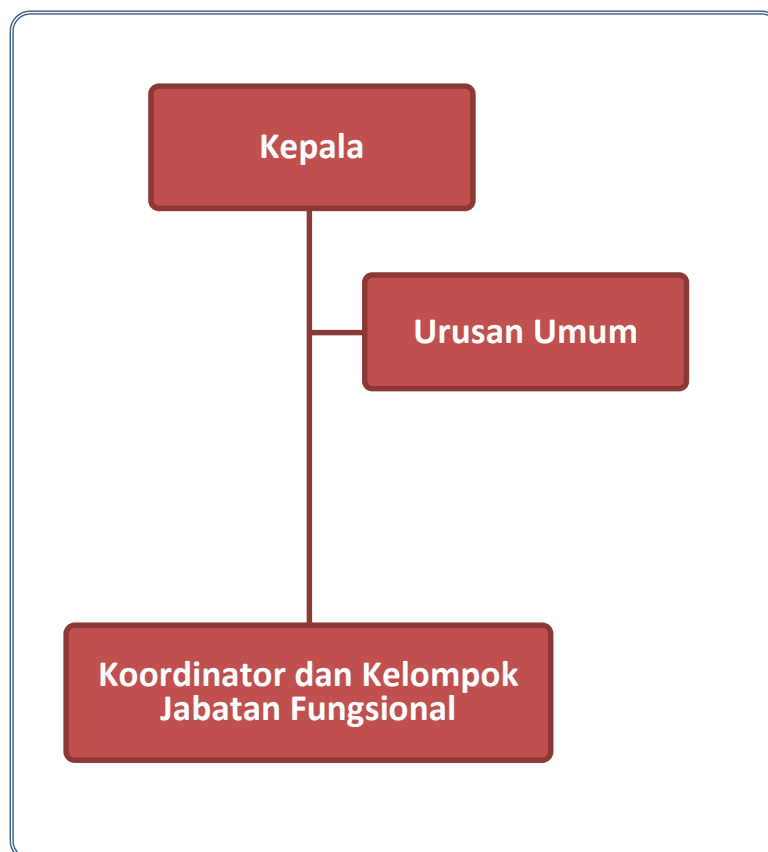 Kepala
Urusan Umum
Koordinator dan Kelompok
Jabatan Fungsional